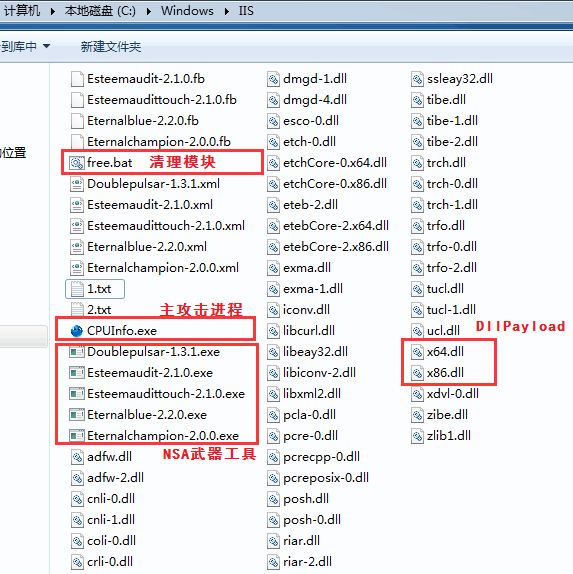 计算机 ▸ 本地磁盘 (C:) ▸ Windows ▸ IIS
到库中 ▼ 新建文件夹
的位置
Esteemaudit-2.1.0.fb
Esteemaudittouch-2.1.0.fb
Eternalblue-2.2.0.fb
Eternalchampion-2.0.0.fb
free.bat 清理模块
Doublepulsar-1.3.1.xml
Esteemaudit-2.1.0.xml
Esteemaudittouch-2.1.0.xml
Eternalblue-2.2.0.xml
Eternalchampion-2.0.0.xml
1.txt
2.txt
主攻击进程
CPUInfo.exe
Doublepulsar-1.3.1.exe
Esteemaudit-2.1.0.exe
Esteemaudittouch-2.1.0.exe
Eternalblue-2.2.0.exe
Eternalchampion-2.0.0.exe
NSA武器工具
adfw.dll
adfw-2.dll
cnli-0.dll
cnli-1.dll
coli-0.dll
crli-0.dll
dmgd-1.dll
dmgd-4.dll
esco-0.dll
etch-0.dll
etchCore-0.x64.dll
etchCore-0.x86.dll
eteb-2.dll
etebCore-2.x64.dll
etebCore-2.x86.dll
exma.dll
exma-1.dll
iconv.dll
libcurl.dll
libeay32.dll
libiconv-2.dll
libxml2.dll
pcla-0.dll
pcre-0.dll
pcrecpp-0.dll
pcreposix-0.dll
posh.dll
posh-0.dll
riar.dll
riar-2.dll
ssleay32.dll
tibe.dll
tibe-1.dll
tibe-2.dll
trch.dll
trch-0.dll
trch-1.dll
trfo.dll
trfo-0.dll
trfo-2.dll
tucl.dll
tucl-1.dll
ucl.dll
DllPayload
x64.dll
x86.dll
xdvl-0.dll
zibe.dll
zlib1.dll